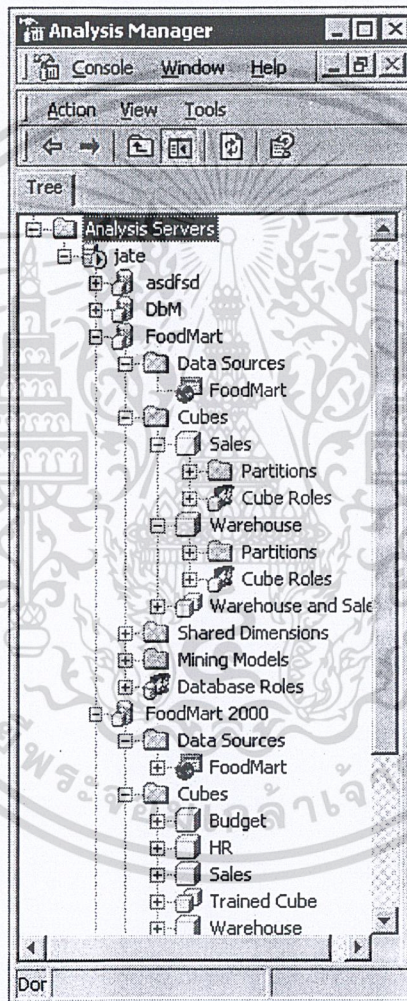 Analysis Manager
Console Window Help
Action View Tools
Tree
Analysis Servers
jate
asdfsd
DbM
FoodMart
Data Sources
FoodMart
Cubes
Sales
Partitions
Cube Roles
Warehouse
Partitions
Cube Roles
Warehouse and Sale
Shared Dimensions
Mining Models
Database Roles
FoodMart 2000
Data Sources
FoodMart
Cubes
Budget
HR
Sales
Trained Cube
Warehouse
Dor